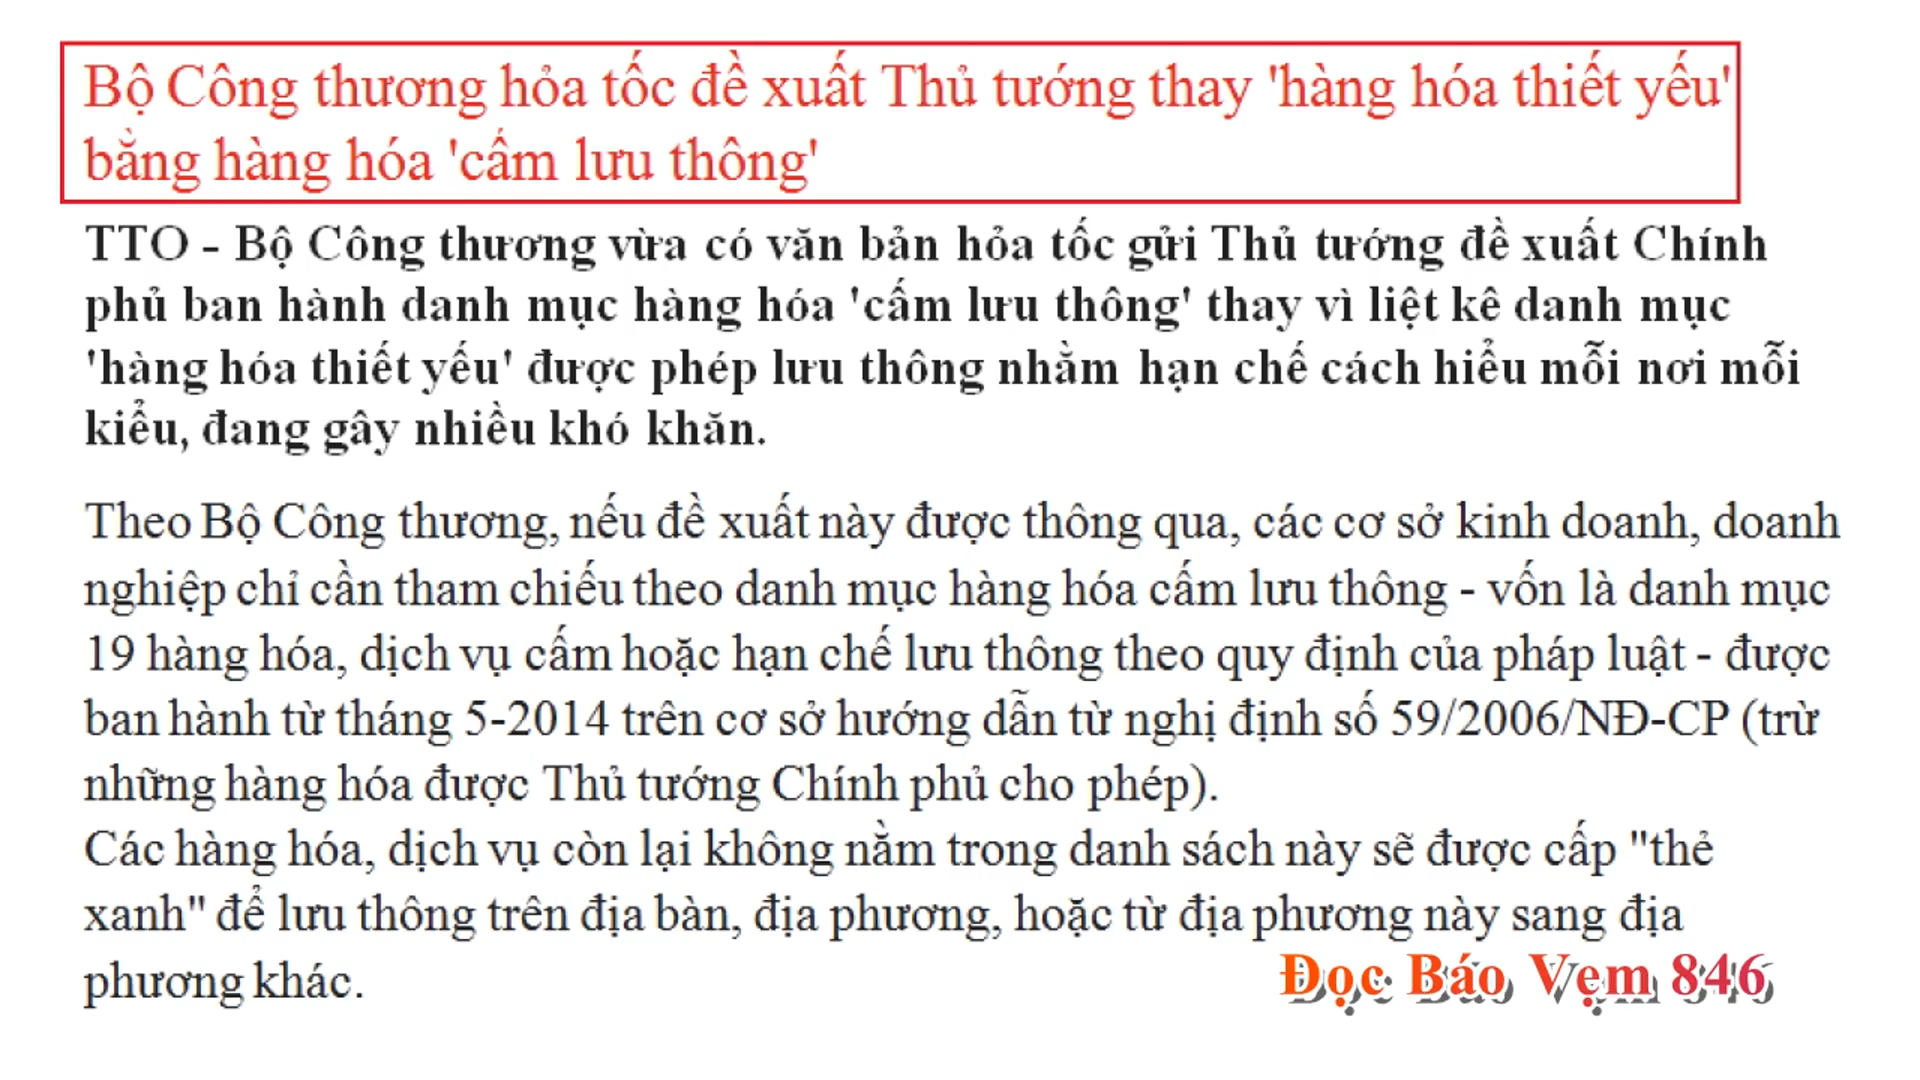 Bộ Công thương hỏa tốc đề xuất Thủ tướng thay 'hàng hóa thiết yếu'
bằng hàng hóa 'cấm lưu thông'
TTO - Bộ Công thương vừa có văn bản hỏa tốc gửi Thủ tướng đề xuất Chính
phủ ban hành danh mục hàng hóa 'cấm lưu thông' thay vì liệt kê danh mục
'hàng hóa thiết yếu' được phép lưu thông nhằm hạn chế cách hiểu mỗi nơi mỗi
kiểu, đang gây nhiều khó khăn.
Theo Bộ Công thương, nếu đề xuất này được thông qua, các cơ sở kinh doanh, doanh
nghiệp chỉ cần tham chiếu theo danh mục hàng hóa cấm lưu thông - vốn là danh mục
19 hàng hóa, dịch vụ cấm hoặc hạn chế lưu thông theo quy định của pháp luật - được
ban hành từ tháng 5-2014 trên cơ sở hướng dẫn từ nghị định số 59/2006/NĐ-CP (trừ
những hàng hóa được Thủ tướng Chính phủ cho phép).
Các hàng hóa, dịch vụ còn lại không nằm trong danh sách này sẽ được cấp "thẻ
xanh" để lưu thông trên địa bàn, địa phương, hoặc từ địa phương này sang địa
phương khác.
Đọc Báo Vẹm 846